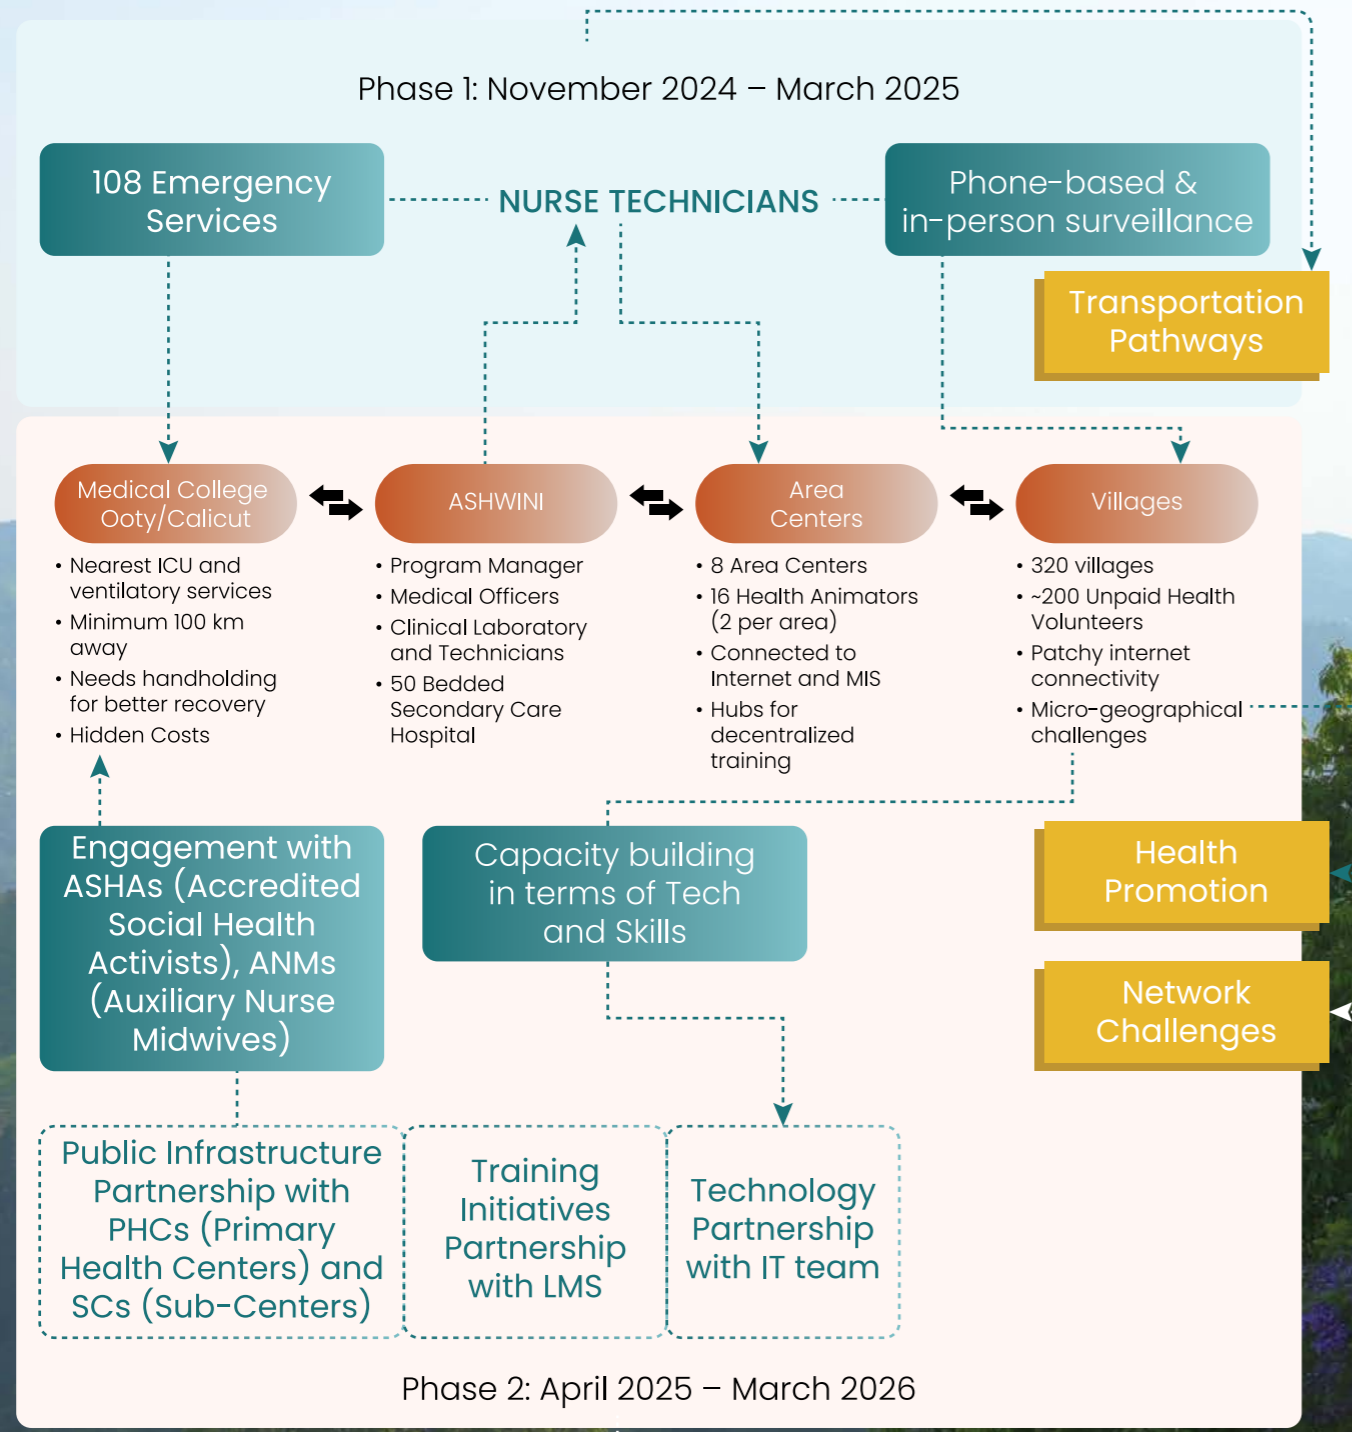 Phase 1: November 2024 – March 2025
108 Emergency
Services
NURSE TECHNICIANS
Phone-based &
in-person surveillance
Transportation
Pathways
Medical College
Ooty/Calicut
• Nearest ICU and
ventilatory services
• Minimum 100 km
away
• Needs handholding
for better recovery
• Hidden Costs
ASHWINI
• Program Manager
• Medical Officers
• Clinical Laboratory
and Technicians
• 50 Bedded
Secondary Care
Hospital
Area
Centers
• 8 Area Centers
• 16 Health Animators
(2 per area)
• Connected to
Internet and MIS
• Hubs for
decentralized
training
Villages
• 320 villages
• ~200 Unpaid Health
Volunteers
• Patchy internet
connectivity
• Micro-geographical
challenges
Engagement with
ASHAs (Accredited
Social Health
Activists), ANMs
(Auxiliary Nurse
Midwives)
Capacity building
in terms of Tech
and Skills
Health
Promotion
Network
Challenges
Public Infrastructure
Partnership with
PHCs (Primary
Health Centers) and
SCs (Sub-Centers)
Training
Initiatives
Partnership
with LMS
Technology
Partnership
with IT team
Phase 2: April 2025 – March 2026